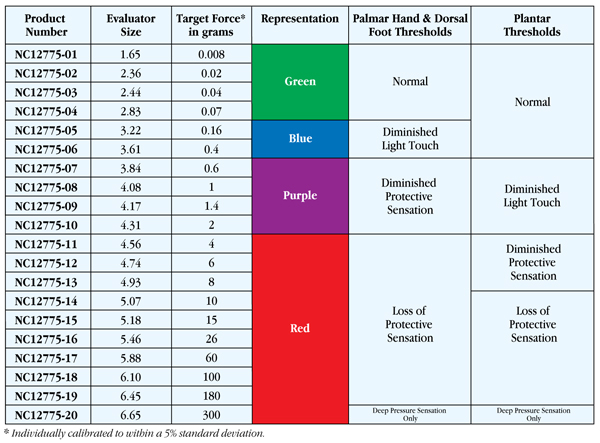 Product Number Evaluator Size Target Force* in grams Representation Palmar Hand & Dorsal Foot Thresholds Plantar Thresholds
NC12775-01 1.65 0.008 Green Normal Normal
NC12775-02 2.36 0.02
NC12775-03 2.44 0.04
NC12775-04 2.83 0.07
NC12775-05 3.22 0.16 Blue Diminished Light Touch
NC12775-06 3.61 0.4
NC12775-07 3.84 0.6 Purple Diminished Protective Sensation Diminished Light Touch
NC12775-08 4.08 1
NC12775-09 4.17 1.4
NC12775-10 4.31 2
NC12775-11 4.56 4 Red Loss of Protective Sensation Diminished Protective Sensation
NC12775-12 4.74 6
NC12775-13 4.93 8
NC12775-14 5.07 10 Loss of Protective Sensation
NC12775-15 5.18 15
NC12775-16 5.46 26
NC12775-17 5.88 60
NC12775-18 6.10 100
NC12775-19 6.45 180
NC12775-20 6.65 300 Deep Pressure Sensation Only Deep Pressure Sensation Only
* Individually calibrated to within a 5% standard deviation.